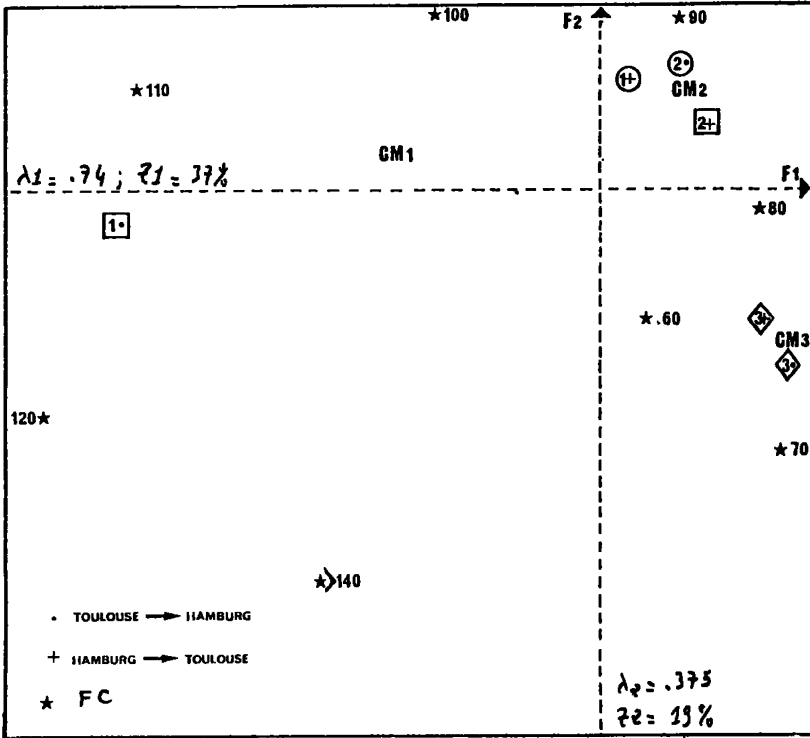 ★100
F2
★90
2•
1+
CM2
★110
2+
CM1
λ1 = .74 ; τ1 = 37%
F1
★80
1•
★.60
3+
CM3
3•
120★
★70
★>140
• TOULOUSE → HAMBURG
+ HAMBURG → TOULOUSE
★ FC
λ2 = .375
τ2 = 19%